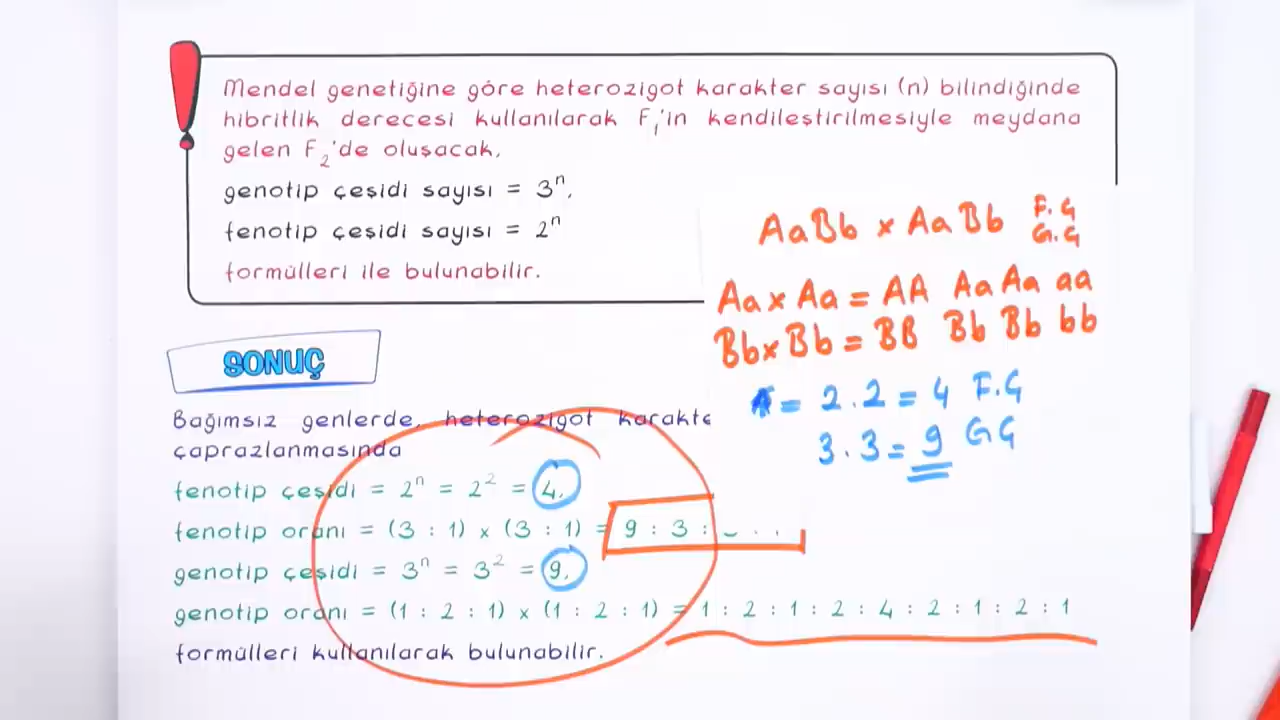 Mendel genetiğine göre heterozigot karakter sayısı (n) bilindiğinde
hibritlik derecesi kullanılarak F₁'in kendileştirilmesiyle meydana
gelen F₂'de oluşacak,
genotip çeşidi sayısı = 3ⁿ,
fenotip çeşidi sayısı = 2ⁿ
formülleri ile bulunabilir.
AaBb x AaBb F.Ç
G.Ç
Aa x Aa = AA Aa Aa aa
Bb x Bb = BB Bb Bb bb
= 2.2 = 4 F.Ç
3.3 = 9 GÇ
SONUÇ
Bağımsız genlerde, heterozigot
çaprazlanmasında
fenotip çeşidi = 2ⁿ = 2² = 4,
fenotip oranı = (3 : 1) x (3 : 1) = 9 : 3 :
genotip çeşidi = 3ⁿ = 3² = 9,
genotip oranı = (1 : 2 : 1) x (1 : 2 : 1) = 1 : 2 : 1 : 2 : 4 : 2 : 1 : 2 : 1
formülleri kullanılarak bulunabilir.